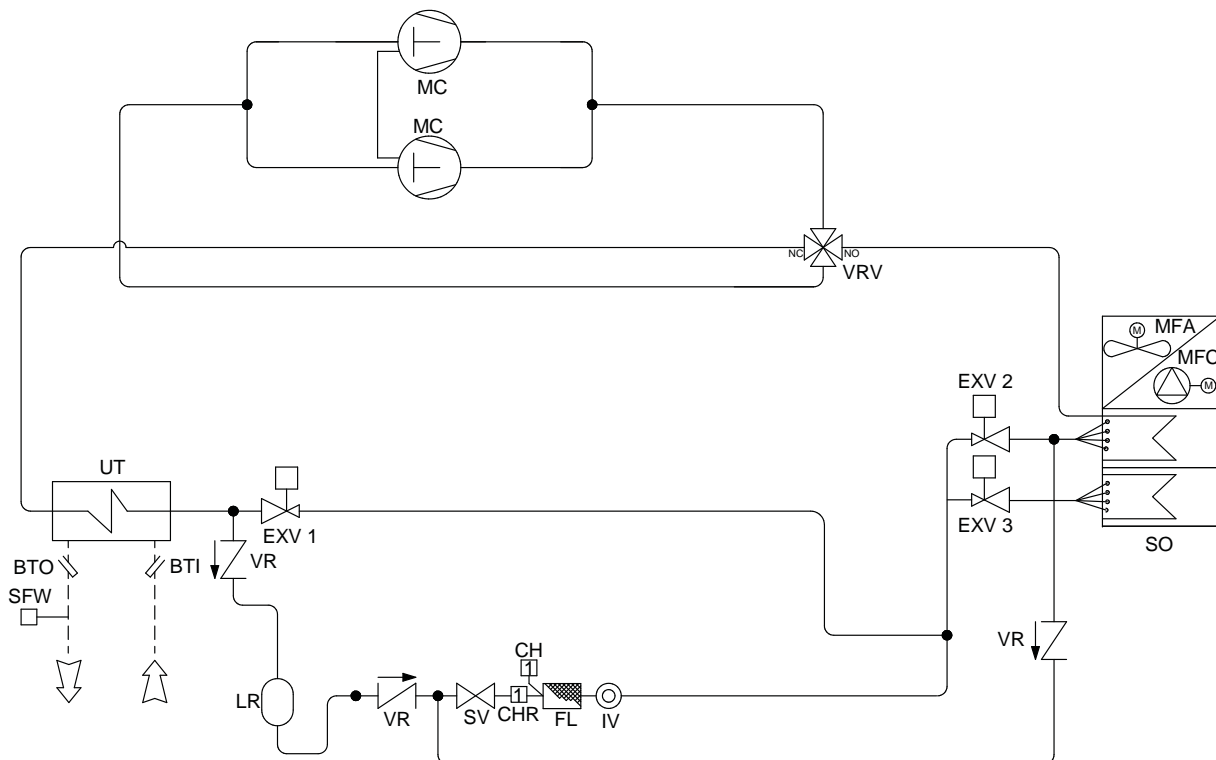 MC
MC
NC
NO
VRV
M
MFA
MFC
M
EXV 2
UT
EXV 1
EXV 3
SO
BTO
BTI
VR
SFW
VR
CH
1
LR
1
VR
SV
CHR
FL
IV